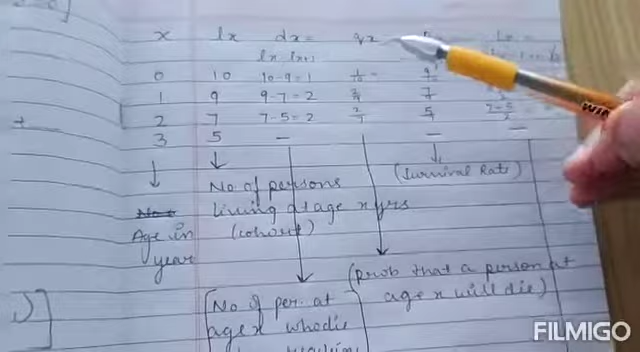 x lx dx= qx
lx-lx+1
0 10 10-9=1 1/10 9
1 9 9-7=2 2/9 7
2 7 7-5=2 2/7 5/7
3 5 - - -
No of persons (Survival Rate)
living at age x yrs
Age in (cohort)
year
(prob that a person at
No of per. at age x will die)
age x who die
WIN
FILMIGO